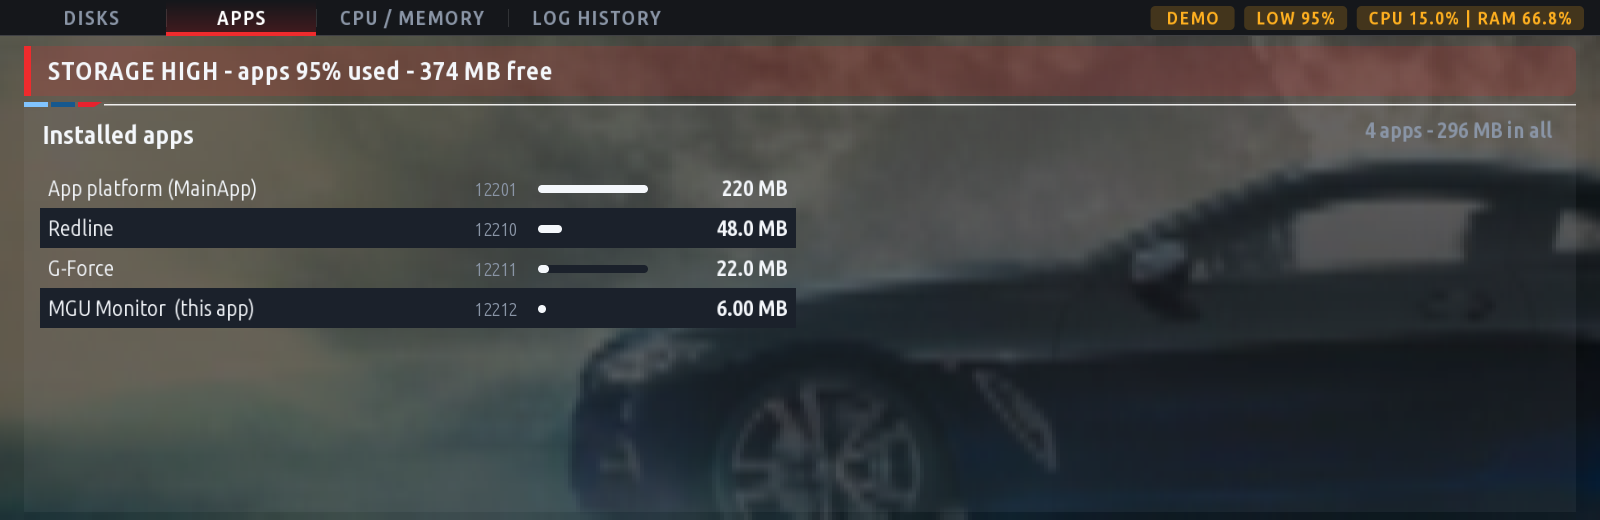 DISKS APPS CPU / MEMORY LOG HISTORY DEMO LOW 95% CPU 15.0% | RAM 66.8%
STORAGE HIGH - apps 95% used - 374 MB free
Installed apps 4 apps - 296 MB in all
App platform (MainApp) 12201 220 MB
Redline 12210 48.0 MB
G-Force 12211 22.0 MB
MGU Monitor (this app) 12212 6.00 MB